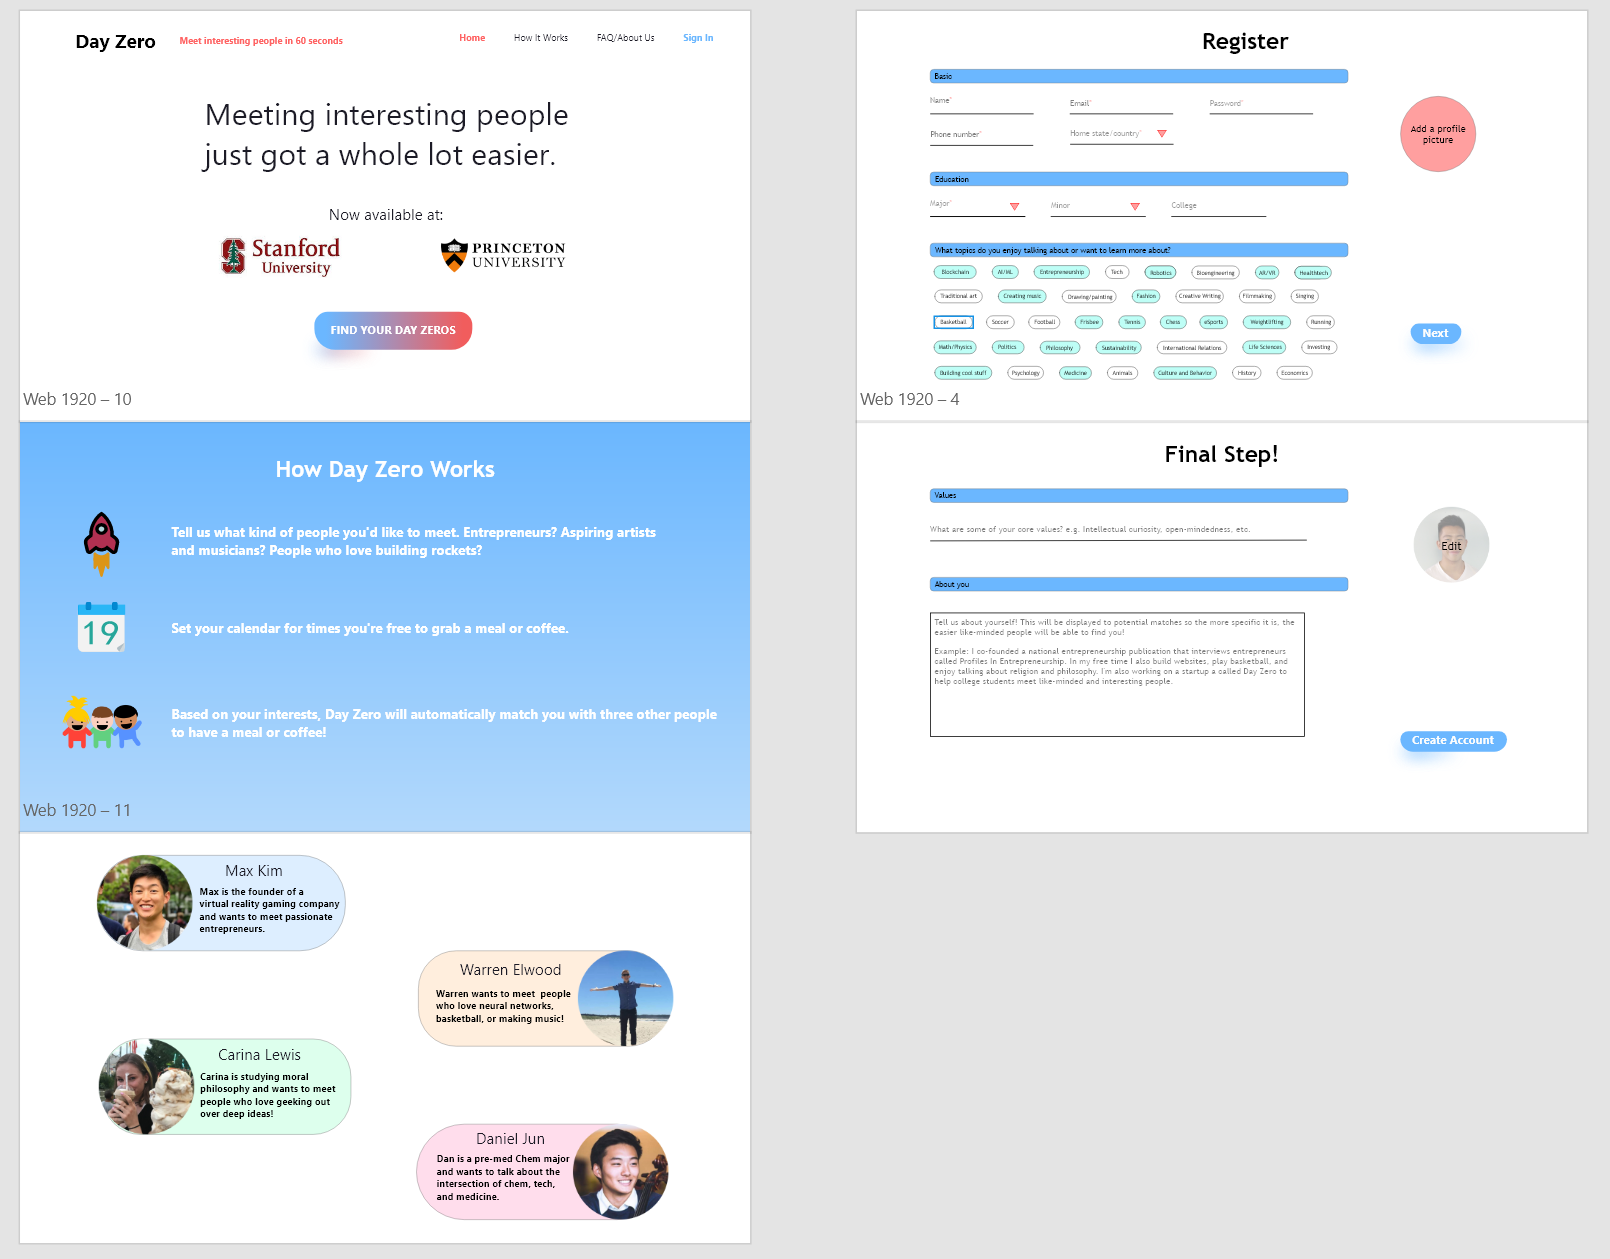 Day Zero
Meet interesting people in 60 seconds
Home
How It Works
FAQ/About Us
Sign In
Meeting interesting people
just got a whole lot easier.
Now available at:
Stanford
University
PRINCETON
UNIVERSITY
FIND YOUR DAY ZEROS
Web 1920 – 10
How Day Zero Works
Tell us what kind of people you'd like to meet. Entrepreneurs? Aspiring artists
and musicians? People who love building rockets?
19
Set your calendar for times you're free to grab a meal or coffee.
Based on your interests, Day Zero will automatically match you with three other people
to have a meal or coffee!
Web 1920 – 11
Max Kim
Max is the founder of a
virtual reality gaming company
and wants to meet passionate
entrepreneurs.
Warren Elwood
Warren wants to meet  people
who love neural networks,
basketball, or making music!
Carina Lewis
Carina is studying moral
philosophy and wants to meet
people who love geeking out
over deep ideas!
Daniel Jun
Dan is a pre-med Chem major
and wants to talk about the
intersection of chem, tech,
and medicine.
Register
Basic
Name*
Email*
Password*
Phone number*
Home state/country*
Add a profile
picture
Education
Major*
Minor
College
What topics do you enjoy talking about or want to learn more about?
Blockchain
AI/ML
Entrepreneurship
Tech
Robotics
Bioengineering
AR/VR
Healthtech
Traditional art
Creating music
Drawing/painting
Fashion
Creative Writing
Filmmaking
Singing
Basketball
Soccer
Football
Frisbee
Tennis
Chess
eSports
Weightlifting
Running
Math/Physics
Politics
Philosophy
Sustainability
International Relations
Life Sciences
Investing
Building cool stuff
Psychology
Medicine
Animals
Culture and Behavior
History
Economics
Next
Web 1920 – 4
Final Step!
Values
What are some of your core values? e.g. Intellectual curiosity, open-mindedness, etc.
Edit
About you
Tell us about yourself! This will be displayed to potential matches so the more specific it is, the
easier like-minded people will be able to find you!
Example: I co-founded a national entrepreneurship publication that interviews entrepreneurs
called Profiles In Entrepreneurship. In my free time I also build websites, play basketball, and
enjoy talking about religion and philosophy. I'm also working on a startup a called Day Zero to
help college students meet like-minded and interesting people.
Create Account